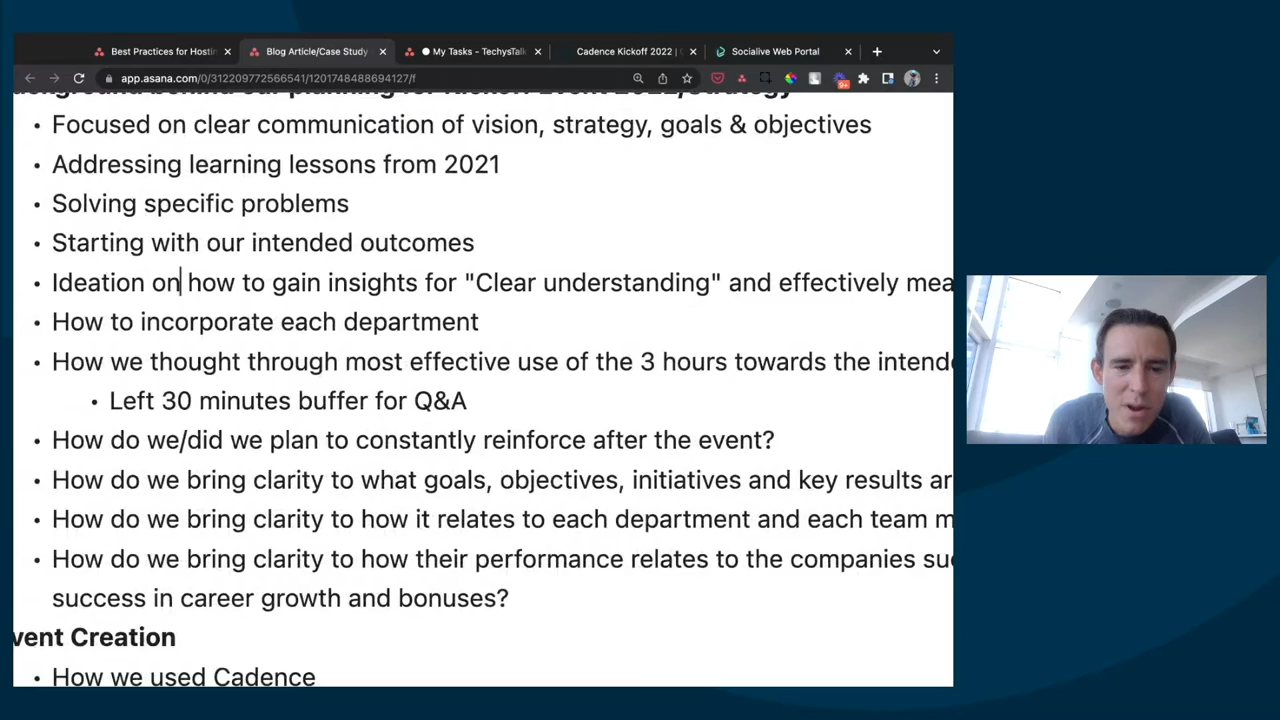 Best Practices for Hostin
Blog Article/Case Study
My Tasks - TechysTalk
Cadence Kickoff 2022 |
Socialive Web Portal
app.asana.com/0/312209772566541/1201748488694127/f
9+
• Focused on clear communication of vision, strategy, goals & objectives
• Addressing learning lessons from 2021
• Solving specific problems
• Starting with our intended outcomes
• Ideation on how to gain insights for "Clear understanding" and effectively mea
• How to incorporate each department
• How we thought through most effective use of the 3 hours towards the intend
• Left 30 minutes buffer for Q&A
• How do we/did we plan to constantly reinforce after the event?
• How do we bring clarity to what goals, objectives, initiatives and key results ar
• How do we bring clarity to how it relates to each department and each team m
• How do we bring clarity to how their performance relates to the companies su
success in career growth and bonuses?
vent Creation
• How we used Cadence